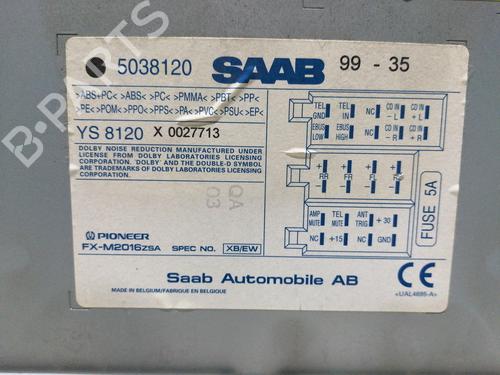 5038120 SAAB 99 - 35
>ABS+PC< >ABS< >PC< >PMMA< >PBT< >PP<
>PE< >POM< >PPO< >PPS< >PA< >PVC< >PSU< >EP<
YS 8120 X 0027713
DOLBY NOISE REDUCTION MANUFACTURED UNDER
LICENSE FROM DOLBY LABORATORIES LICENSING
CORPORATION. DOLBY AND THE DOUBLE-D SYMBOL
ARE TRADEMARKS OF DOLBY LABORATORIES LICENSING
CORPORATION.
QA
03
PIONEER
FX-M2016ZSA SPEC NO. XB/EW
TEL GND TEL IN NC CD IN -L CD IN +L
EBUS LOW EBUS HIGH NC CD IN -R CD IN +R
+ + + +
RR FR FL
- - - -
AMP MUTE TEL MUTE ANT TRIG +30
NC +15 NC NC
FUSE 5A
Saab Automobile AB
MADE IN BELGIUM/FABRIQUE EN BELGIQUE
CE
<UAL4695-A>
B-PARTS